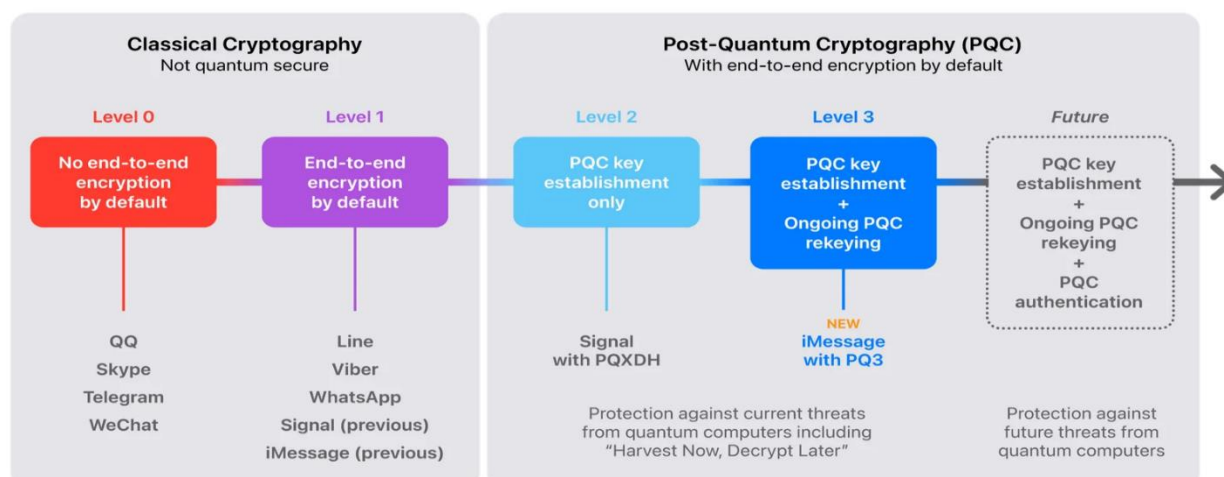 Classical Cryptography
Not quantum secure
Level 0
No end-to-end
encryption
by default
QQ
Skype
Telegram
WeChat
Level 1
End-to-end
encryption
by default
Line
Viber
WhatsApp
Signal (previous)
iMessage (previous)
Post-Quantum Cryptography (PQC)
With end-to-end encryption by default
Level 2
PQC key
establishment
only
Signal
with PQXDH
Level 3
PQC key
establishment
+
Ongoing PQC
rekeying
NEW
iMessage
with PQ3
Protection against current threats
from quantum computers including
“Harvest Now, Decrypt Later”
Future
PQC key
establishment
+
Ongoing PQC
rekeying
+
PQC
authentication
Protection against
future threats from
quantum computers